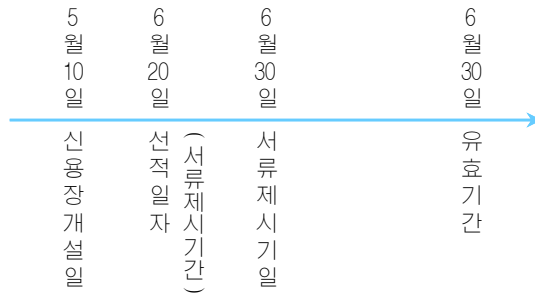 5월 10일
6월 20일
6월 30일
6월 30일
신용장개설일
선적일자
(서류제시기간)
서류제시기일
유효기간